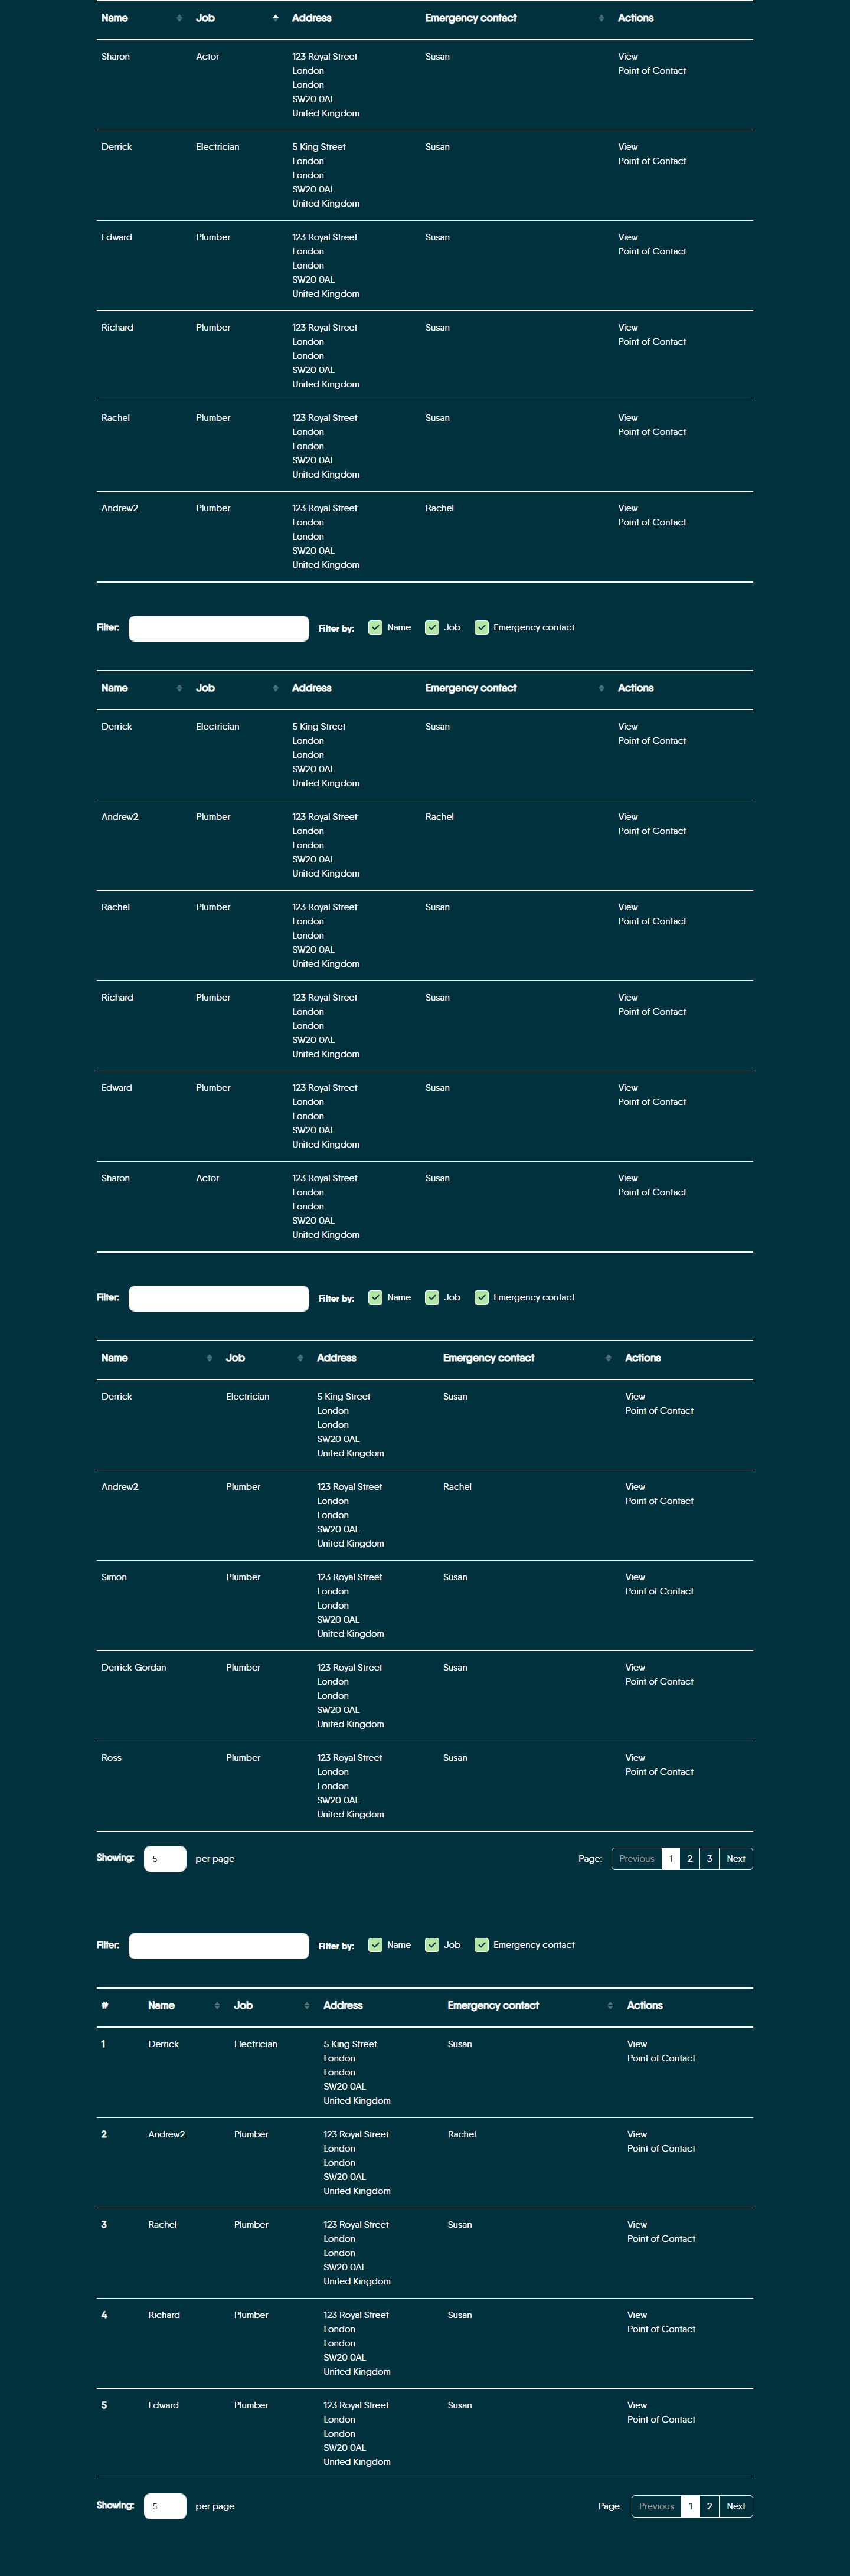 Name Job Address Emergency contact Actions
Sharon Actor 123 Royal Street Susan View
London Point of Contact
London
SW20 0AL
United Kingdom
Derrick Electrician 5 King Street Susan View
London Point of Contact
London
SW20 0AL
United Kingdom
Edward Plumber 123 Royal Street Susan View
London Point of Contact
London
SW20 0AL
United Kingdom
Richard Plumber 123 Royal Street Susan View
London Point of Contact
London
SW20 0AL
United Kingdom
Rachel Plumber 123 Royal Street Susan View
London Point of Contact
London
SW20 0AL
United Kingdom
Andrew2 Plumber 123 Royal Street Rachel View
London Point of Contact
London
SW20 0AL
United Kingdom
Filter: Filter by: Name Job Emergency contact
Name Job Address Emergency contact Actions
Derrick Electrician 5 King Street Susan View
London Point of Contact
London
SW20 0AL
United Kingdom
Andrew2 Plumber 123 Royal Street Rachel View
London Point of Contact
London
SW20 0AL
United Kingdom
Rachel Plumber 123 Royal Street Susan View
London Point of Contact
London
SW20 0AL
United Kingdom
Richard Plumber 123 Royal Street Susan View
London Point of Contact
London
SW20 0AL
United Kingdom
Edward Plumber 123 Royal Street Susan View
London Point of Contact
London
SW20 0AL
United Kingdom
Sharon Actor 123 Royal Street Susan View
London Point of Contact
London
SW20 0AL
United Kingdom
Filter: Filter by: Name Job Emergency contact
Name Job Address Emergency contact Actions
Derrick Electrician 5 King Street Susan View
London Point of Contact
London
SW20 0AL
United Kingdom
Andrew2 Plumber 123 Royal Street Rachel View
London Point of Contact
London
SW20 0AL
United Kingdom
Simon Plumber 123 Royal Street Susan View
London Point of Contact
London
SW20 0AL
United Kingdom
Derrick Gordan Plumber 123 Royal Street Susan View
London Point of Contact
London
SW20 0AL
United Kingdom
Ross Plumber 123 Royal Street Susan View
London Point of Contact
London
SW20 0AL
United Kingdom
Showing: 5 per page Page: Previous 1 2 3 Next
Filter: Filter by: Name Job Emergency contact
# Name Job Address Emergency contact Actions
1 Derrick Electrician 5 King Street Susan View
London Point of Contact
London
SW20 0AL
United Kingdom
2 Andrew2 Plumber 123 Royal Street Rachel View
London Point of Contact
London
SW20 0AL
United Kingdom
3 Rachel Plumber 123 Royal Street Susan View
London Point of Contact
London
SW20 0AL
United Kingdom
4 Richard Plumber 123 Royal Street Susan View
London Point of Contact
London
SW20 0AL
United Kingdom
5 Edward Plumber 123 Royal Street Susan View
London Point of Contact
London
SW20 0AL
United Kingdom
Showing: 5 per page Page: Previous 1 2 Next